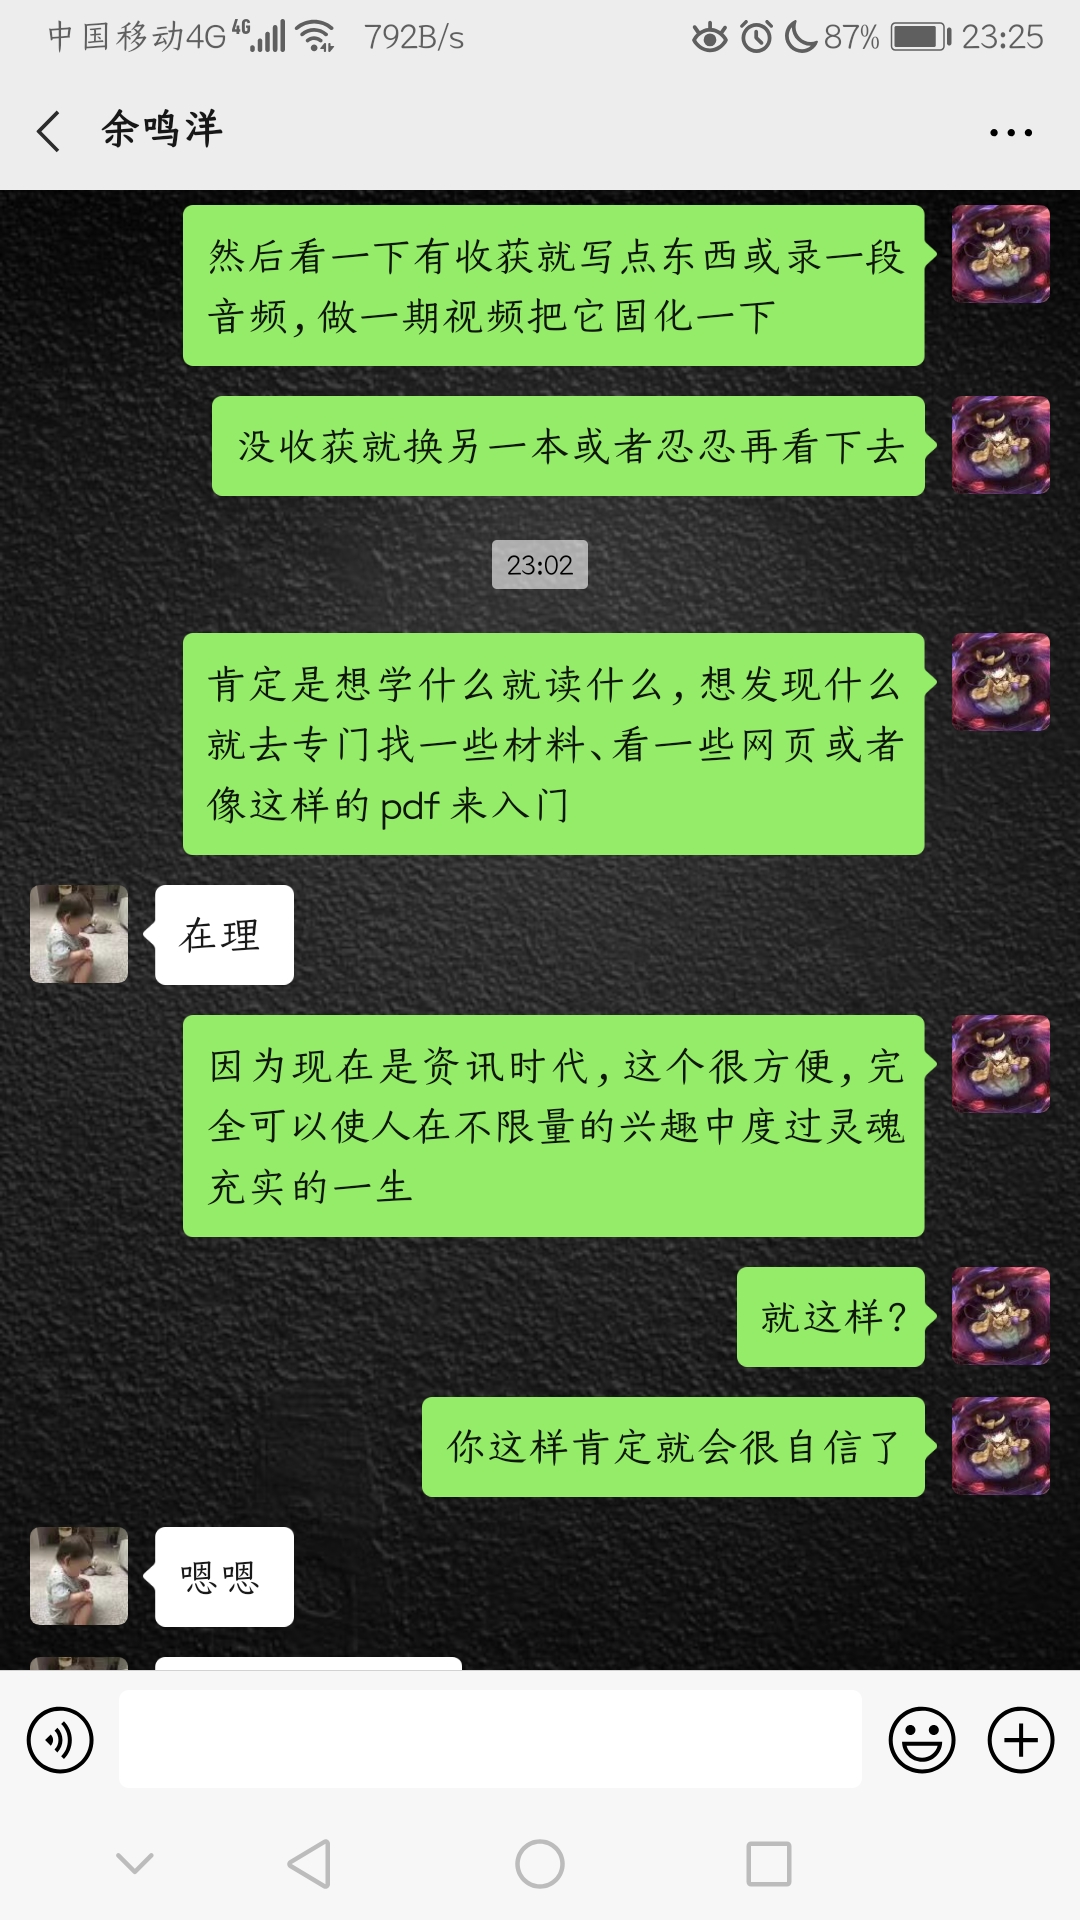 中国移动4G 4G 792B/s 87% 23:25
余鸣洋
然后看一下有收获就写点东西或录一段
音频,做一期视频把它固化一下
没收获就换另一本或者忍忍再看下去
23:02
肯定是想学什么就读什么,想发现什么
就去专门找一些材料、看一些网页或者
像这样的 pdf 来入门
在理
因为现在是资讯时代,这个很方便,完
全可以使人在不限量的兴趣中度过灵魂
充实的一生
就这样?
你这样肯定就会很自信了
嗯嗯